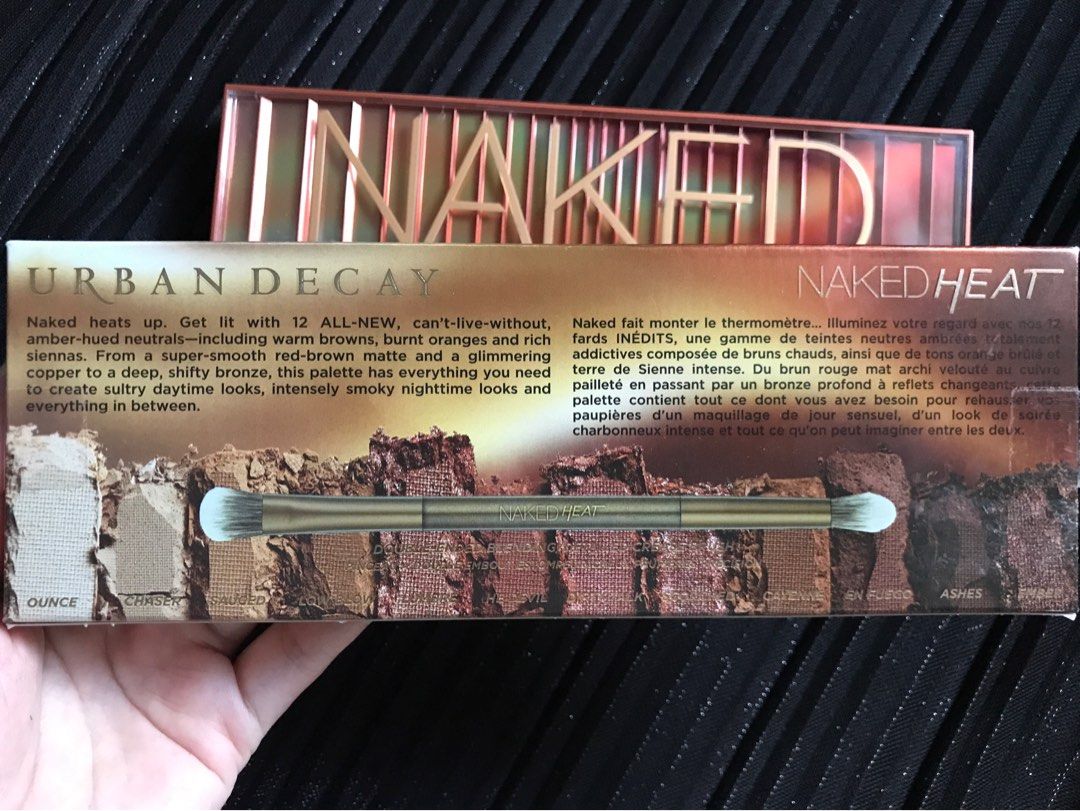 NAKED
URBAN DECAY
NAKEDHEAT
Naked heats up. Get lit with 12 ALL-NEW, can't-live-without,
amber-hued neutrals—including warm browns, burnt oranges and rich
siennas. From a super-smooth red-brown matte and a glimmering
copper to a deep, shifty bronze, this palette has everything you need
to create sultry daytime looks, intensely smoky nighttime looks and
everything in between.
Naked fait monter le thermomètre... Illuminez votre regard avec nos 12
fards INÉDITS, une gamme de teintes neutres ambrées totalement
addictives composée de bruns chauds, ainsi que de tons orange brûlé et
terre de Sienne intense. Du brun rouge mat archi velouté au cuivré
pailleté en passant par un bronze profond à reflets changeants, cette
palette contient tout ce dont vous avez besoin pour rehausser vos
paupières d'un maquillage de jour sensuel, d'un look de soirée
charbonneux intense et tout ce qu'on peut imaginer entre les deux.
NAKED HEAT
OUNCE CHASER SAUCED CAYENNE EN FUEGO ASHES EMBER